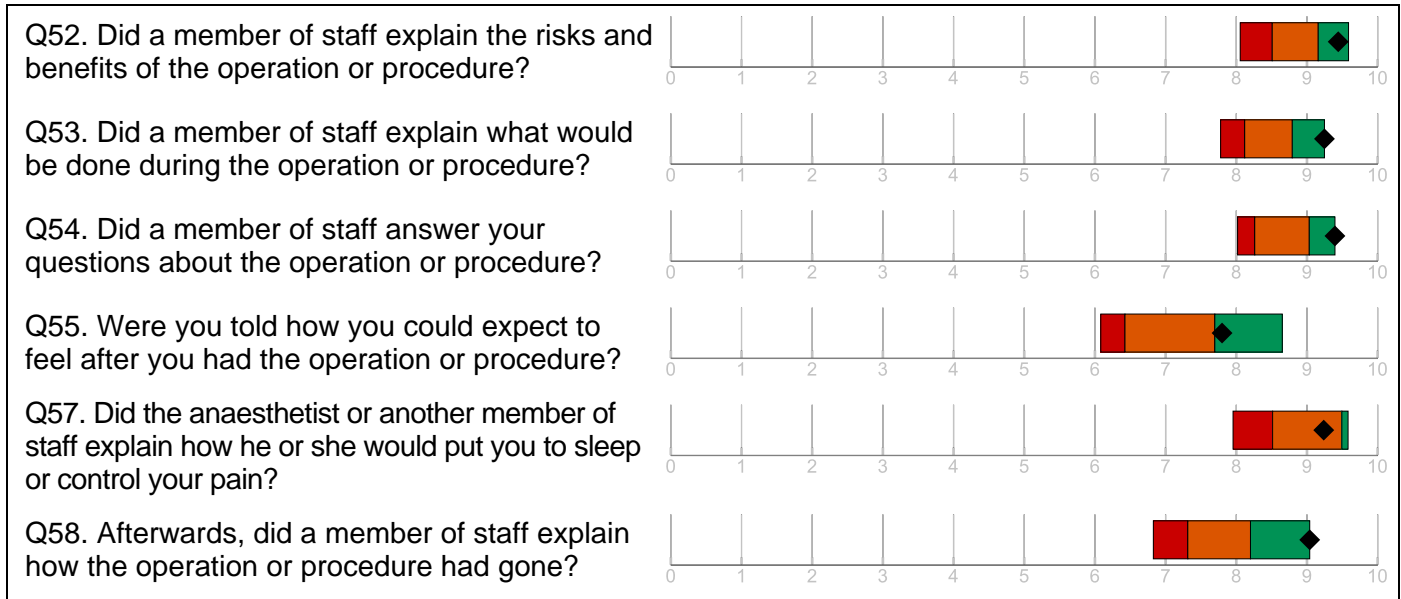 Q52. Did a member of staff explain the risks and
benefits of the operation or procedure?
0 1 2 3 4 5 6 7 8 9 10
Q53. Did a member of staff explain what would
be done during the operation or procedure?
0 1 2 3 4 5 6 7 8 9 10
Q54. Did a member of staff answer your
questions about the operation or procedure?
0 1 2 3 4 5 6 7 8 9 10
Q55. Were you told how you could expect to
feel after you had the operation or procedure?
0 1 2 3 4 5 6 7 8 9 10
Q57. Did the anaesthetist or another member of
staff explain how he or she would put you to sleep
or control your pain?
0 1 2 3 4 5 6 7 8 9 10
Q58. Afterwards, did a member of staff explain
how the operation or procedure had gone?
0 1 2 3 4 5 6 7 8 9 10